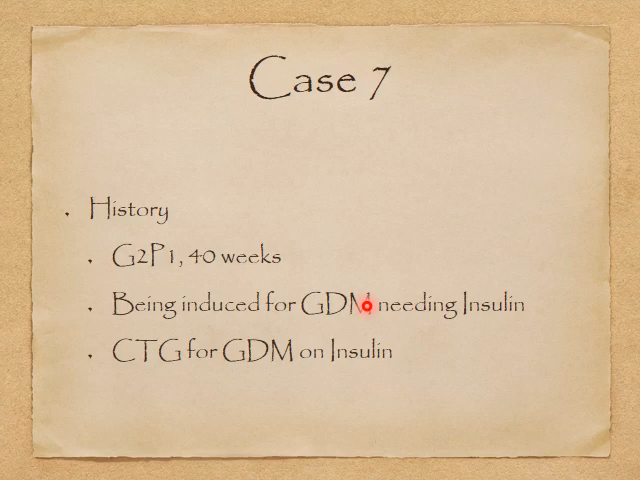 Case 7
History
G2P1, 40 weeks
Being induced for GDM needing Insulin
CTG for GDM on Insulin